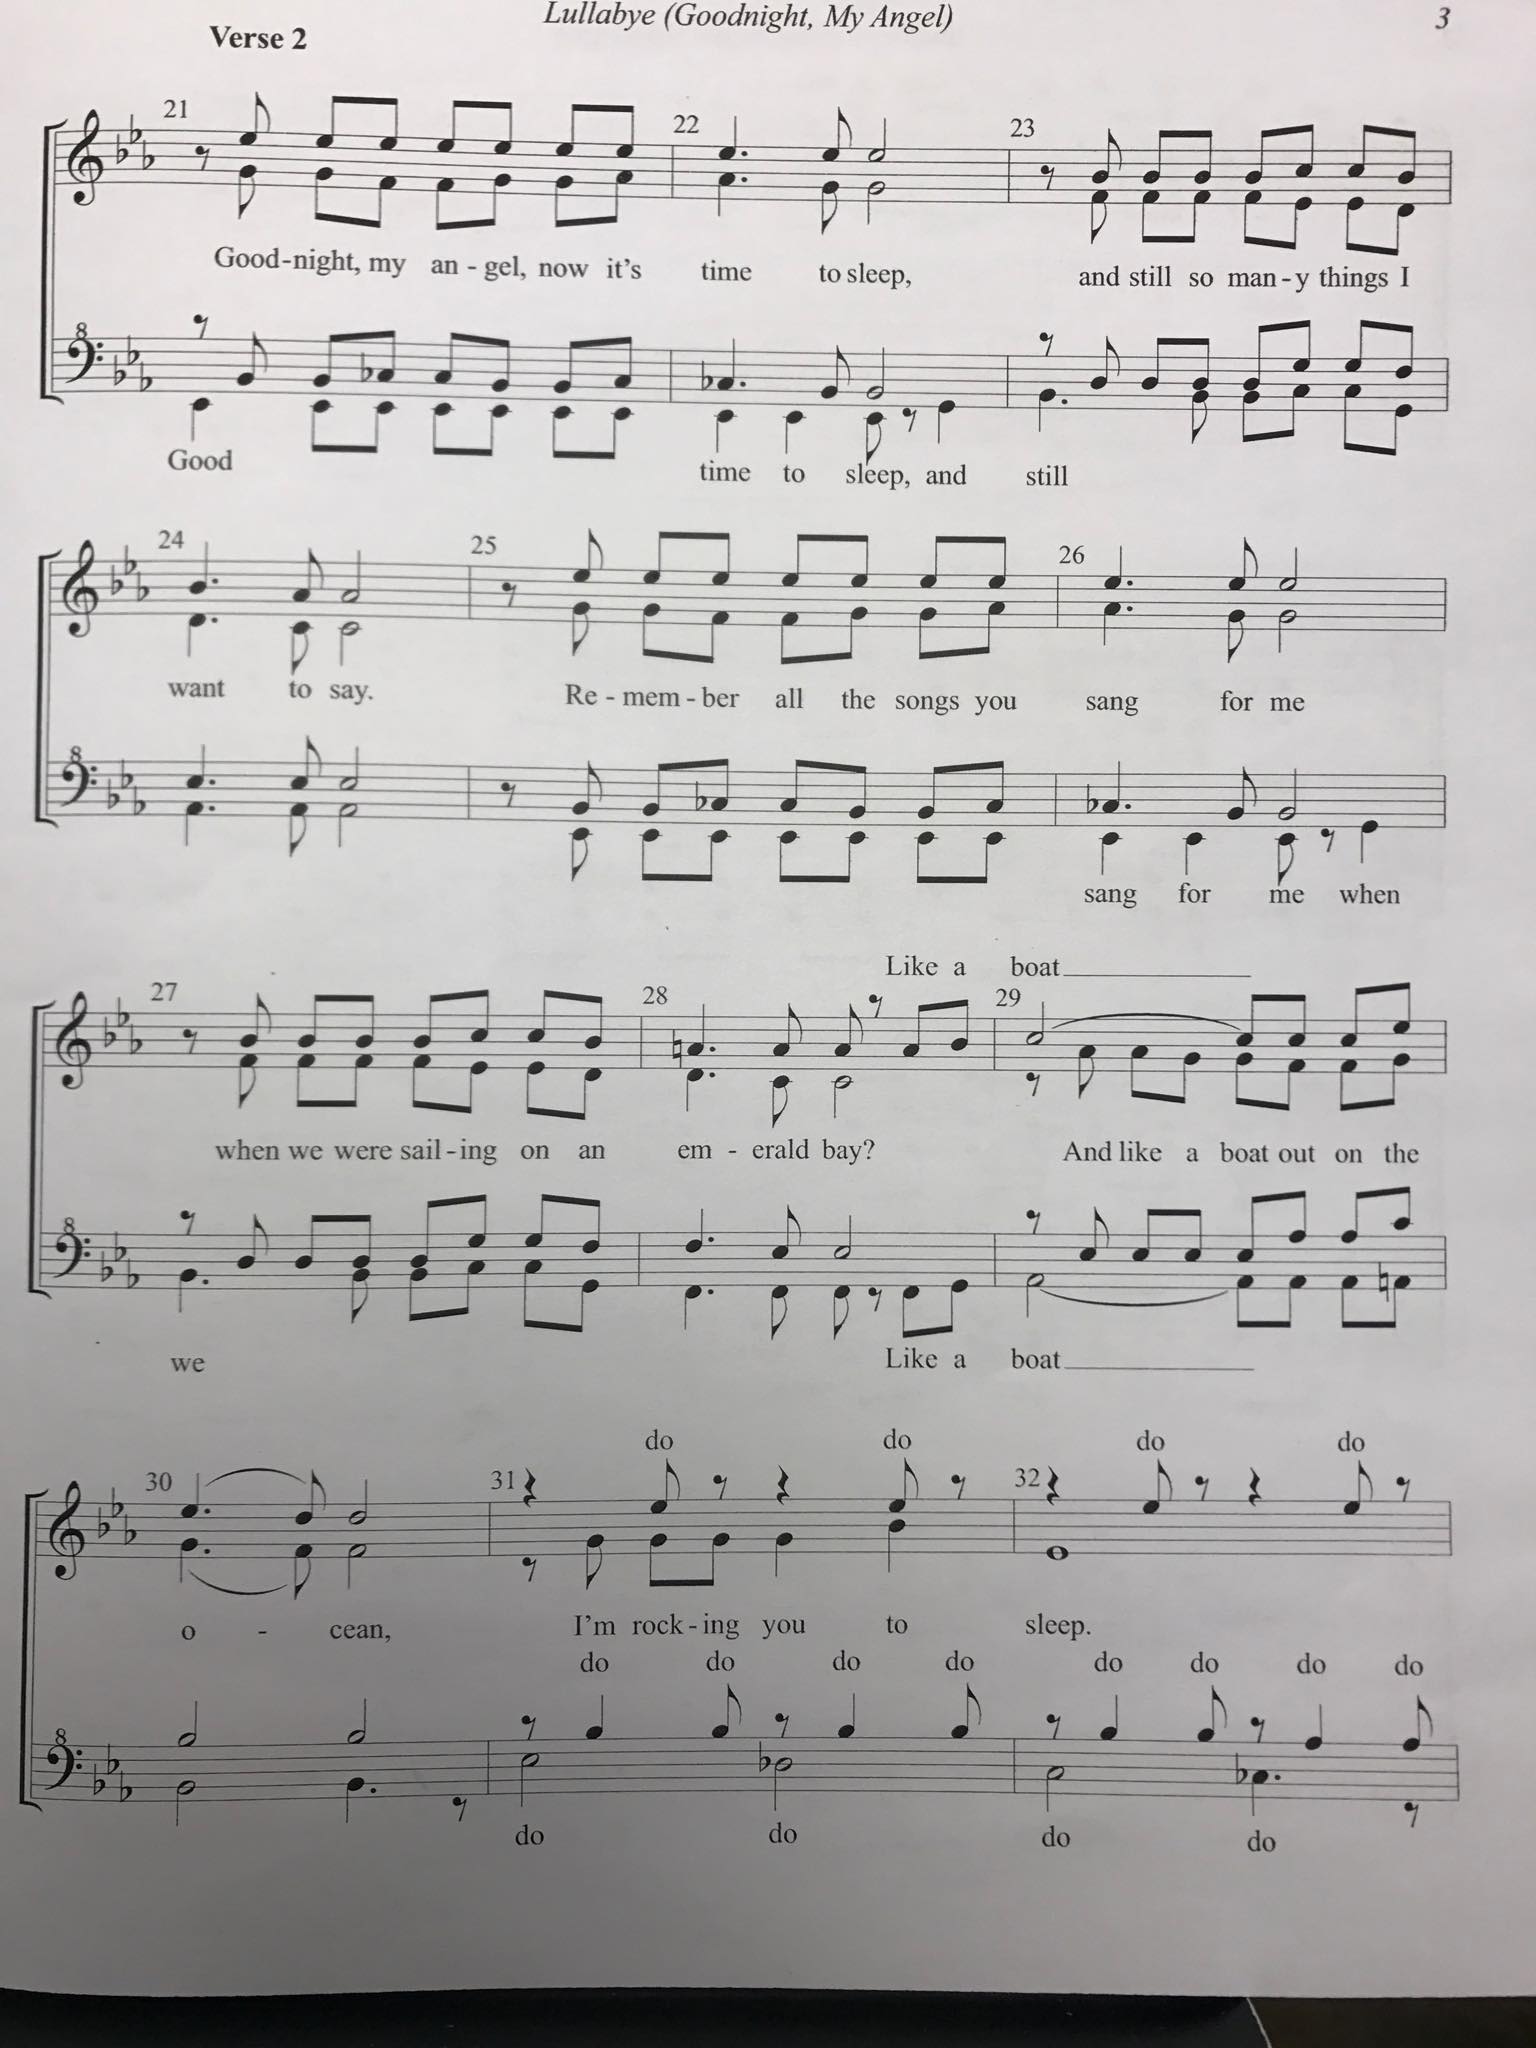 Lullabye (Goodnight, My Angel)
3
Verse 2
21 22 23
Good-night, my an-gel, now it's time to sleep, and still so man-y things I
8
Good time to sleep, and still
24 25 26
want to say. Re-mem-ber all the songs you sang for me
8
sang for me when
Like a boat
27 28 29
when we were sail-ing on an em-erald bay? And like a boat out on the
8
we Like a boat
do do do do
30 31 32
o - cean, I'm rock-ing you to sleep.
do do do do do do do do
8
do do do do